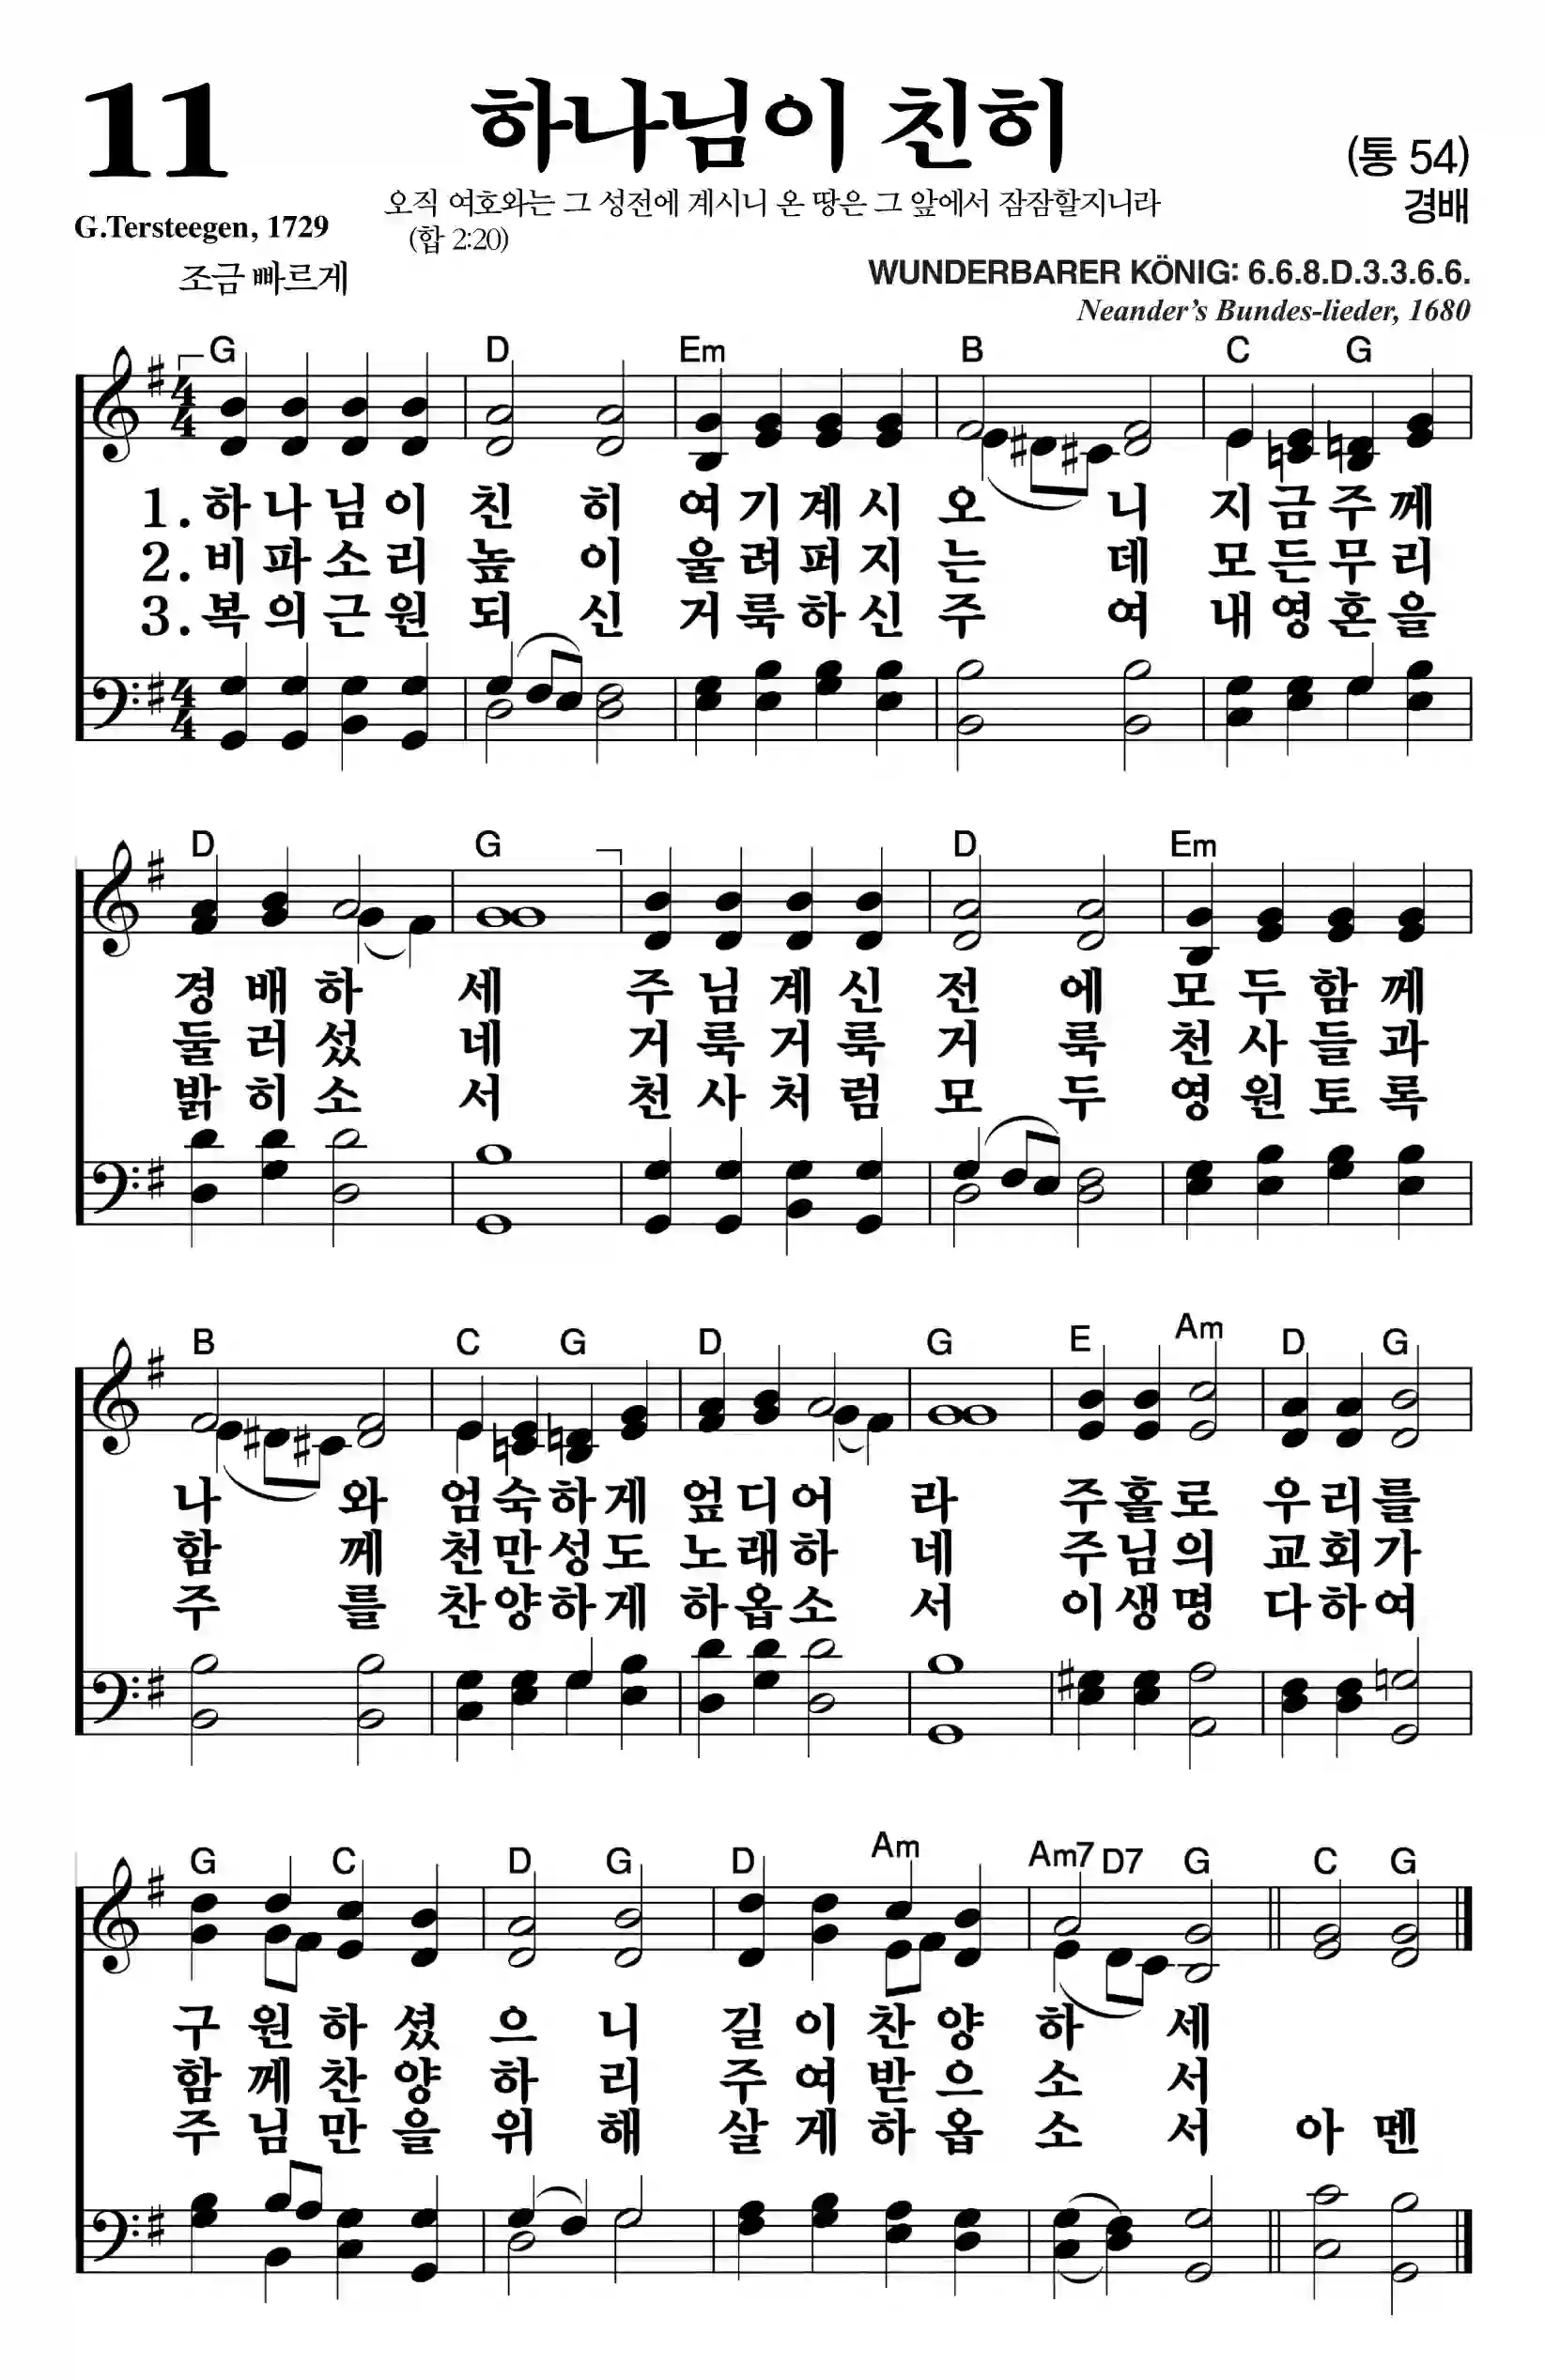 11
하나님이 친히
(통 54)
오직 여호와는 그 성전에 계시니 온 땅은 그 앞에서 잠잠할지니라
경배
G.Tersteegen, 1729
(합 2:20)
조금 빠르게
WUNDERBARER KÖNIG: 6.6.8.D.3.3.6.6.
Neander's Bundes-lieder, 1680
G D Em B C G
4 4
1. 하 나 님 이 친 히 여 기 계 시 오 니 지 금 주 께
2. 비 파 소 리 높 이 울 려 퍼 지 는 데 모 든 무 리
3. 복 의 근 원 되 신 거 룩 하 신 주 여 내 영 혼 을
4 4
D G D Em
경 배 하 세 주 님 계 신 전 에 모 두 함 께
둘 러 섰 네 거 룩 거 룩 거 룩 천 사 들 과
밝 히 소 서 천 사 처 럼 모 두 영 원 토 록
B C G D G E Am D G
나 와 엄 숙 하 게 엎 디 어 라 주 홀 로 우 리 를
함 께 천 만 성 도 노 래 하 네 주 님 의 교 회 가
주 를 찬 양 하 게 하 옵 소 서 이 생 명 다 하 여
G C D G D Am Am7 D7 G C G
구 원 하 셨 으 니 길 이 찬 양 하 세
함 께 찬 양 하 리 주 여 받 으 소 서
주 님 만 을 위 해 살 게 하 옵 소 서 아 멘